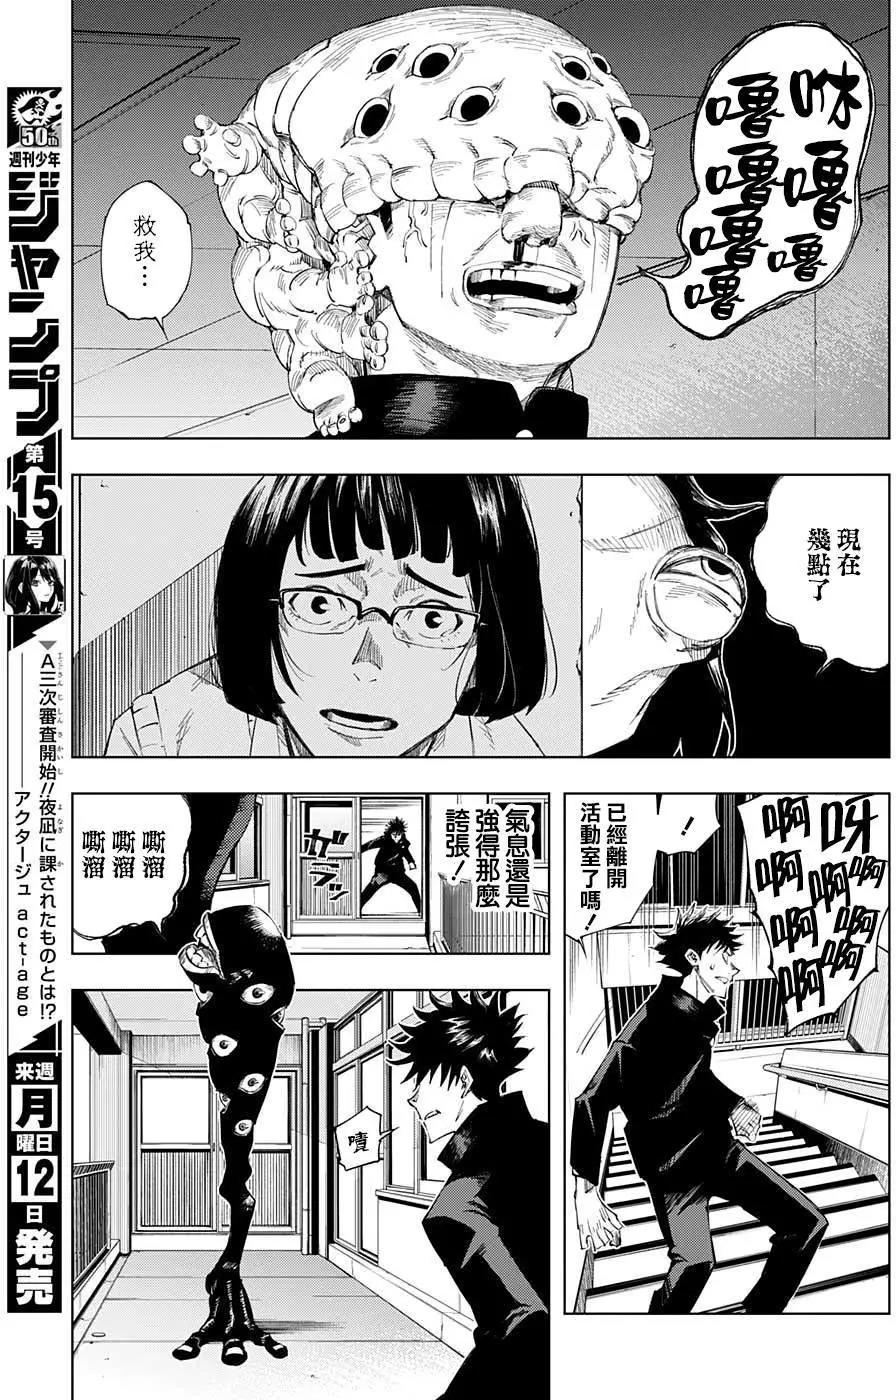 咻嚕嚕
嚕嚕嚕嚕
救我…
現在
幾點了
呀啊啊
啊啊啊
啊啊
！
已經離開
活動室了嗎！
氣息還是
強得那麼
誇張！
ガラッ
嘶溜
嘶溜
嘶溜
嘖
50th
週刊少年
ジャンプ
第
15
号
▼A三次審査開始!!夜凪に課されたものとは!?
——アクタージュ act-age
来週
月
曜日
12
日
発売